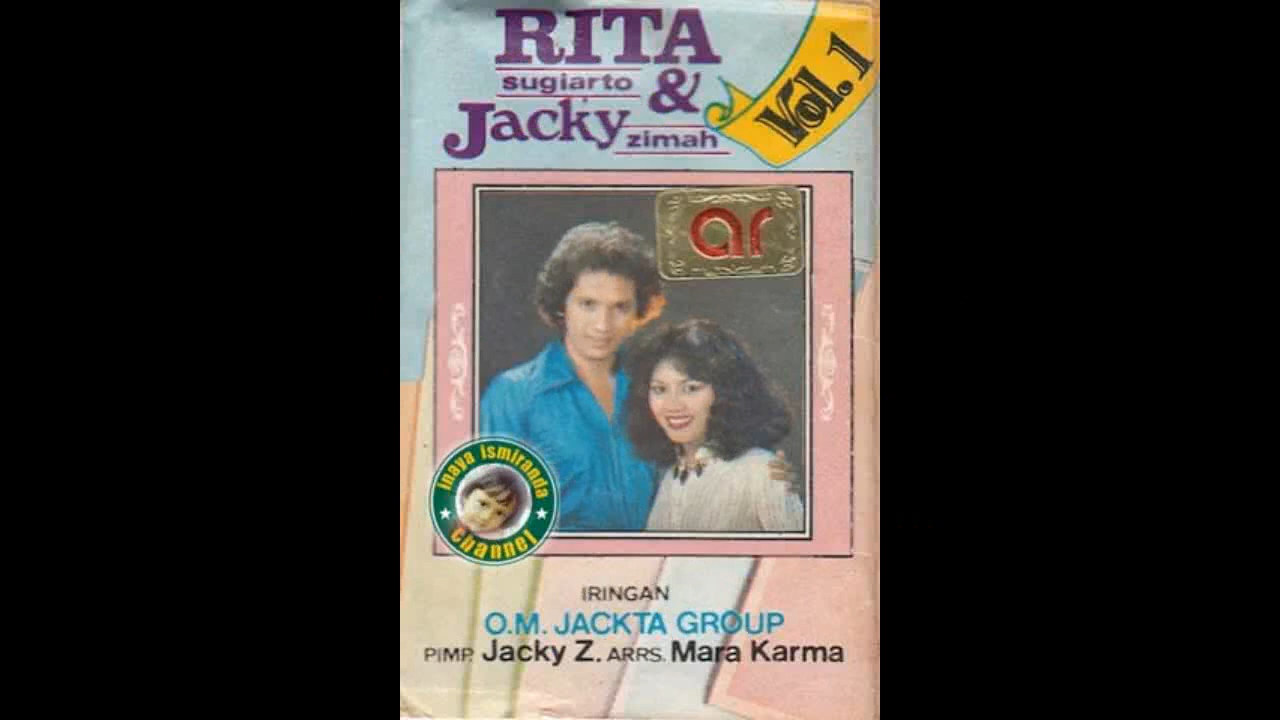 RITA
sugiarto
&
Jacky
zimah
Vol. 1
ar
inaya ismiranda
channel
IRINGAN
O.M. JACKTA GROUP
PIMP. Jacky Z. ARRS. Mara Karma